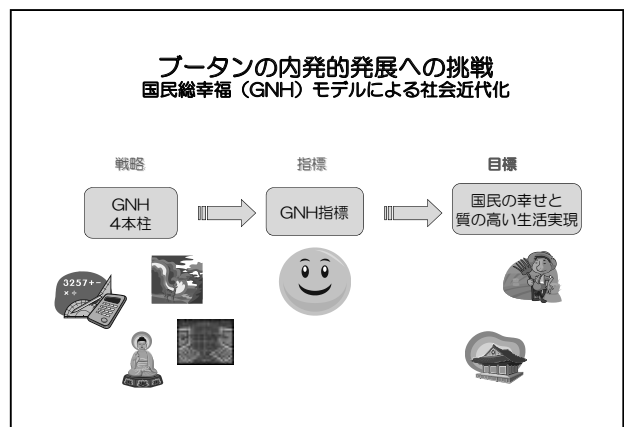 ブータンの内発的発展への挑戦
国民総幸福（GNH）モデルによる社会近代化
戦略
指標
目標
GNH
4本柱
GNH指標
国民の幸せと
質の高い生活実現
3257+−
×÷